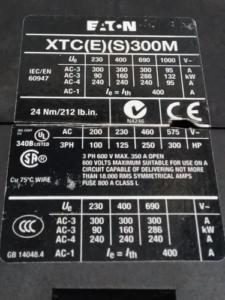 EATON
XTC(E)(S)300M
IEC/EN 60947
Ue 230 400 690 1000 V~
AC-3 300 300 300 95 A
AC-3 90 160 286 132 kW
AC-4 240 240 240 95 A
AC-1 Ie = Ith 400 A
24 Nm/212 lb.in.
N4236
UL LISTED 340B
AC 200 230 460 575 V~
3PH 100 125 250 300 HP
SA
Cu 75°C WIRE
3 PH 600 V MAX. 350 A OPEN
600 VOLTS MAXIMUM SUITABLE FOR USE ON A
CIRCUIT CAPABLE OF DELIVERING NOT MORE
THAN 18.000 RMS SYMMETRICAL AMPS
FUSE 800 A CLASS L
CCC
GB 14048.4
Ue 230 400 690 V~
AC-3 300 300 300 A
AC-3 90 160 286 kW
AC-4 240 240 240 A
AC-1 Ie = Ith 400 A